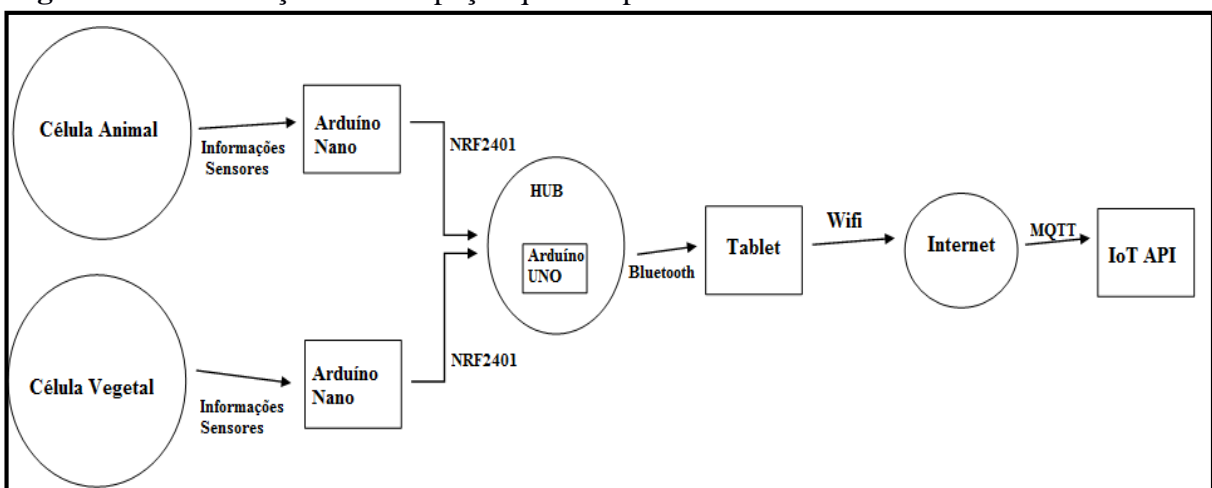 Célula Animal
Informações
Sensores
Arduíno
Nano
NRF2401
HUB
Arduíno
UNO
Bluetooth
Tablet
Wifi
Internet
MQTT
IoT API
Célula Vegetal
Informações
Sensores
Arduíno
Nano
NRF2401